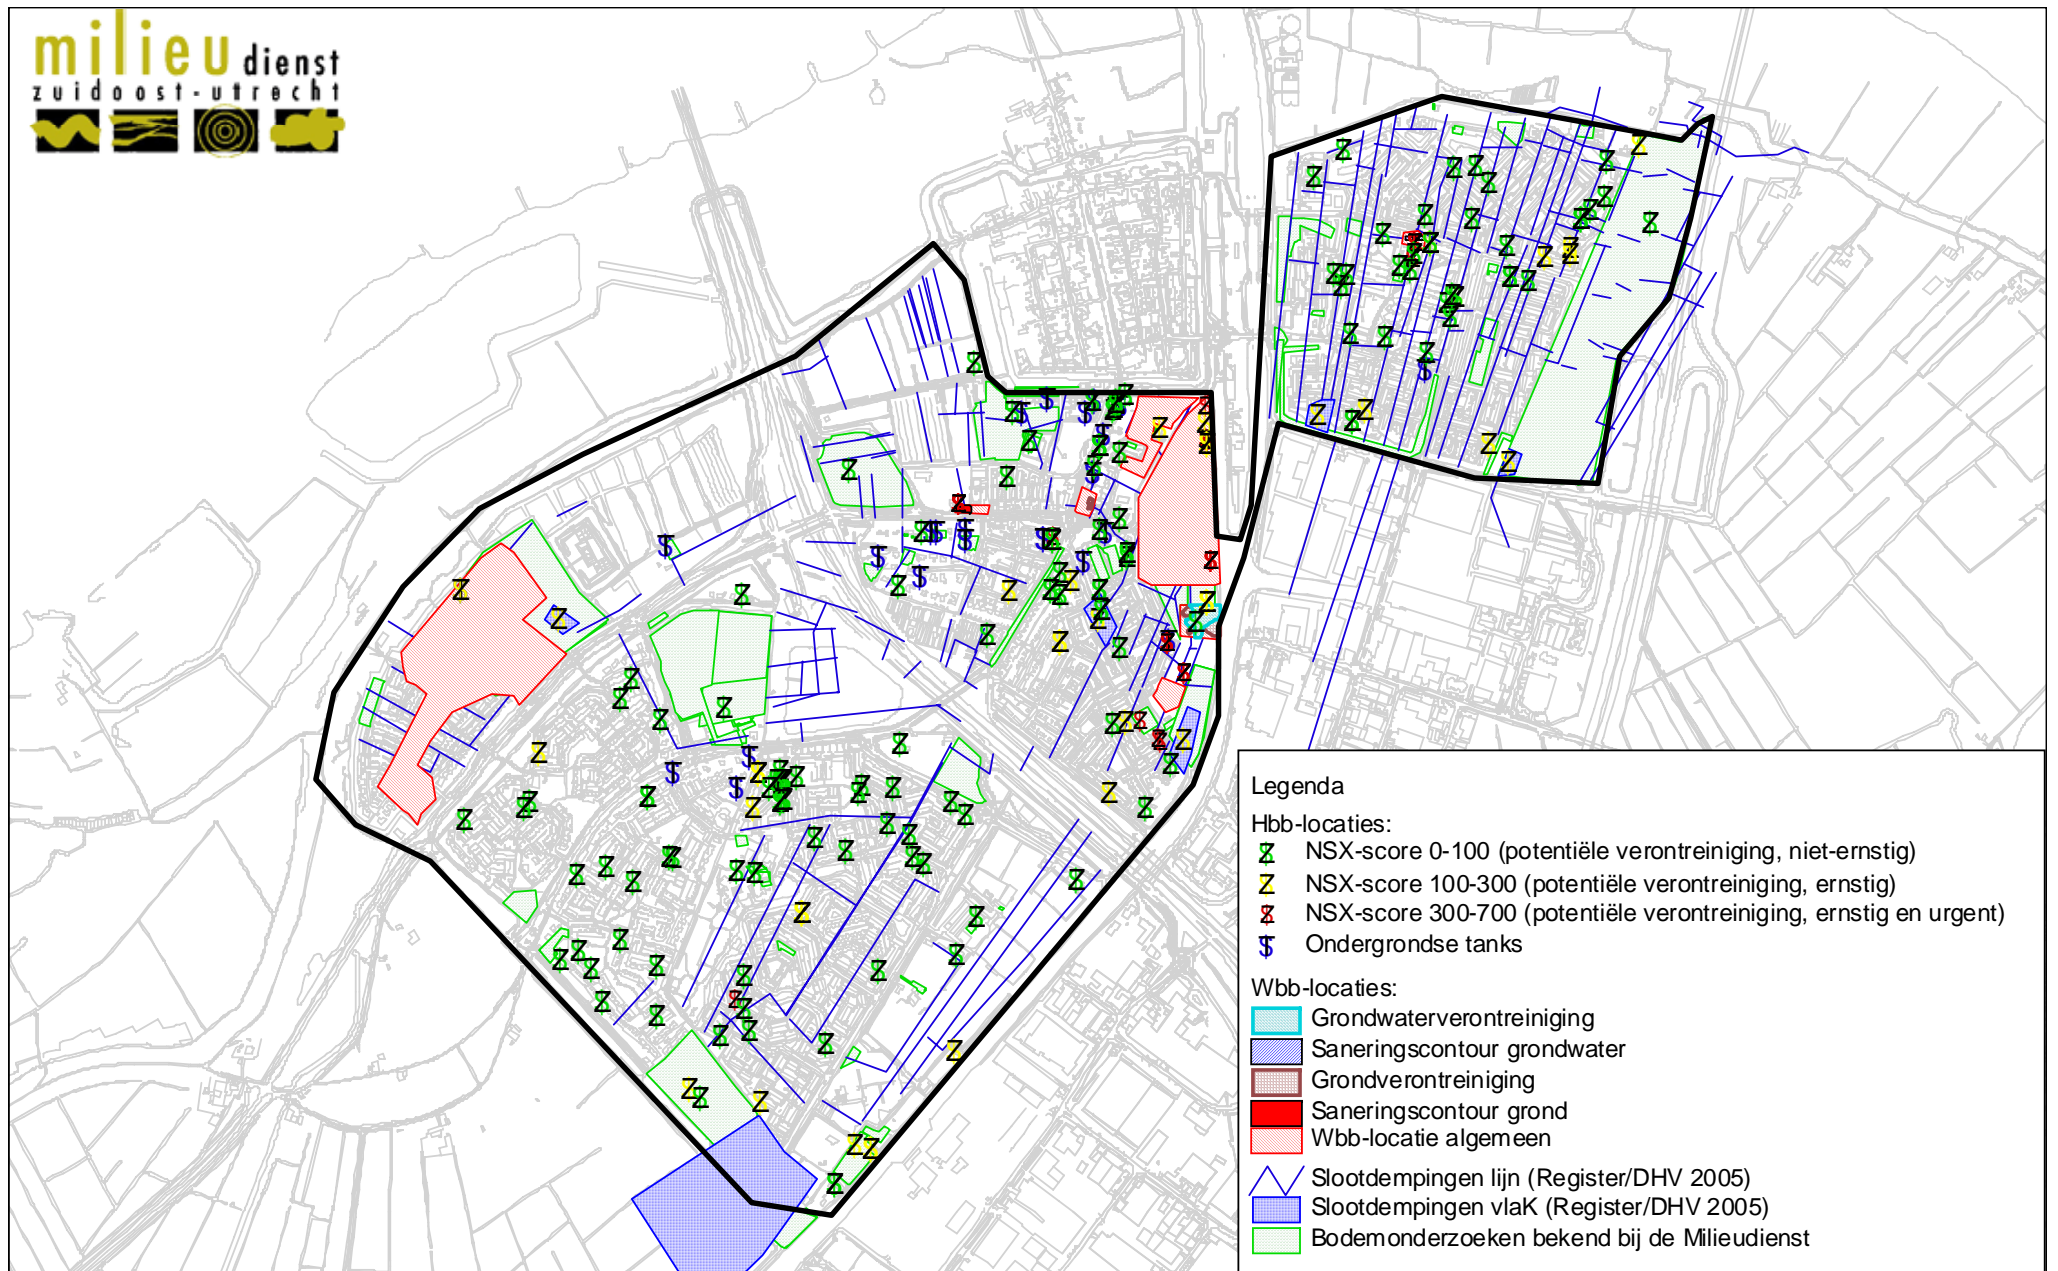 milieu dienst
zuidoost-utrecht
Legenda
Hbb-locaties:
NSX-score 0-100 (potentiële verontreiniging, niet-ernstig)
NSX-score 100-300 (potentiële verontreiniging, ernstig)
NSX-score 300-700 (potentiële verontreiniging, ernstig en urgent)
Ondergrondse tanks
Wbb-locaties:
Grondwaterverontreiniging
Saneringscontour grondwater
Grondverontreiniging
Saneringscontour grond
Wbb-locatie algemeen
Slootdempingen lijn (Register/DHV 2005)
Slootdempingen vlaK (Register/DHV 2005)
Bodemonderzoeken bekend bij de Milieudienst